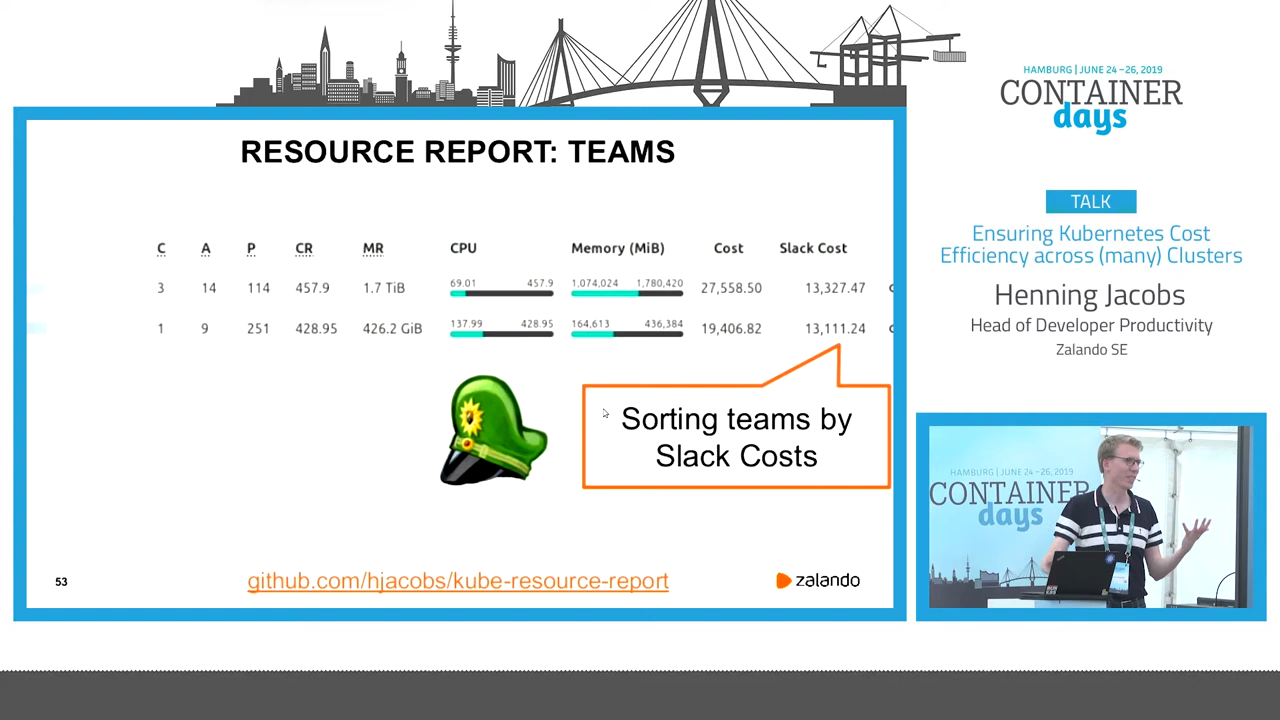 HAMBURG | JUNE 24 – 26, 2019
CONTAINER
days
RESOURCE REPORT: TEAMS
C A P CR MR CPU Memory (MiB) Cost Slack Cost
3 14 114 457.9 1.7 TiB 69.01 457.9 1,074,024 1,780,420 27,558.50 13,327.47
1 9 251 428.95 426.2 GiB 137.99 428.95 164,613 436,384 19,406.82 13,111.24
Sorting teams by
Slack Costs
53
github.com/hjacobs/kube-resource-report
zalando
TALK
Ensuring Kubernetes Cost
Efficiency across (many) Clusters
Henning Jacobs
Head of Developer Productivity
Zalando SE
HAMBURG | JUNE 24 – 26, 2019
CONTAINER
days